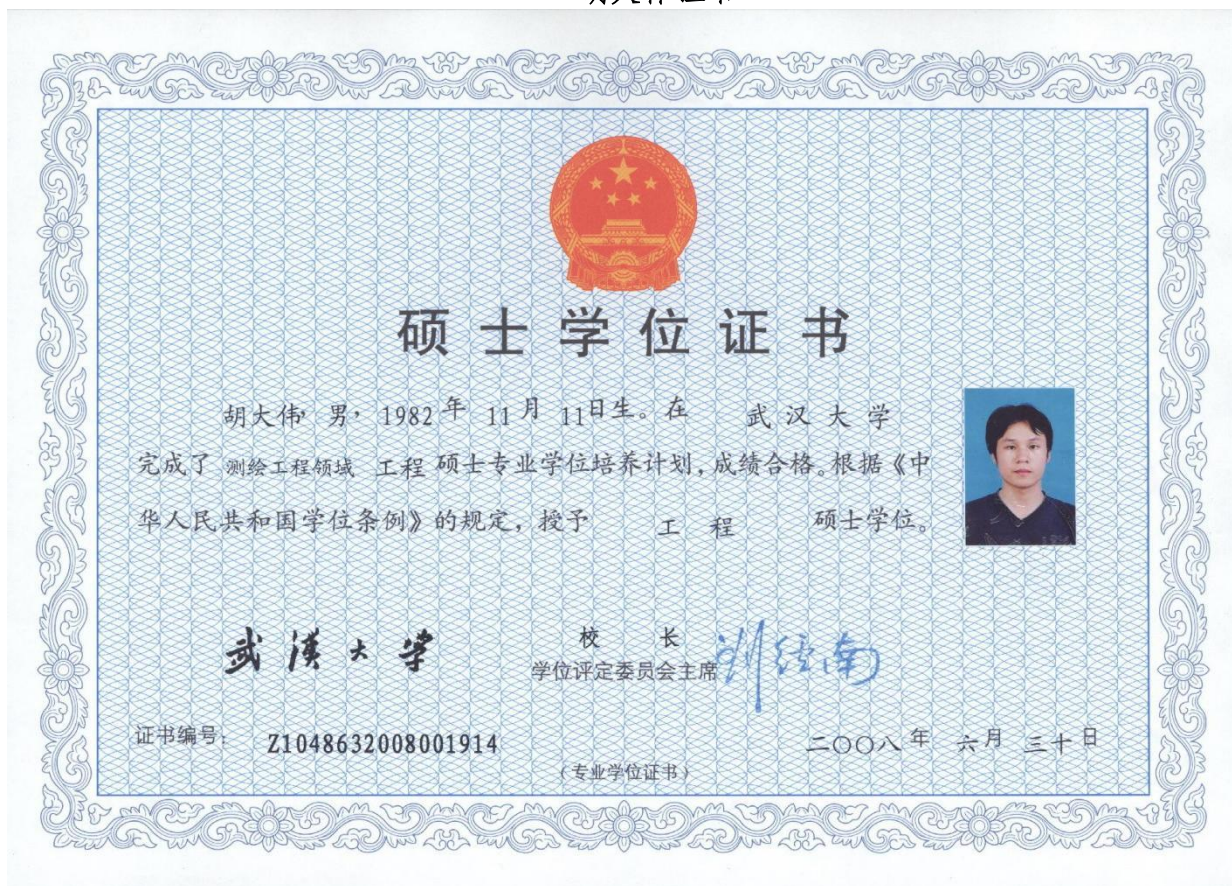 硕士学位证书
胡大伟，男，1982年 11月 11日生。在 武汉大学
完成了 测绘工程领域 工程 硕士专业学位培养计划，成绩合格。根据《中
华人民共和国学位条例》的规定，授予 工程 硕士学位。
武漢大学
校 长
学位评定委员会主席
刘经南
证书编号： Z1048632008001914
二〇〇八年 六月 三十日
（专业学位证书）